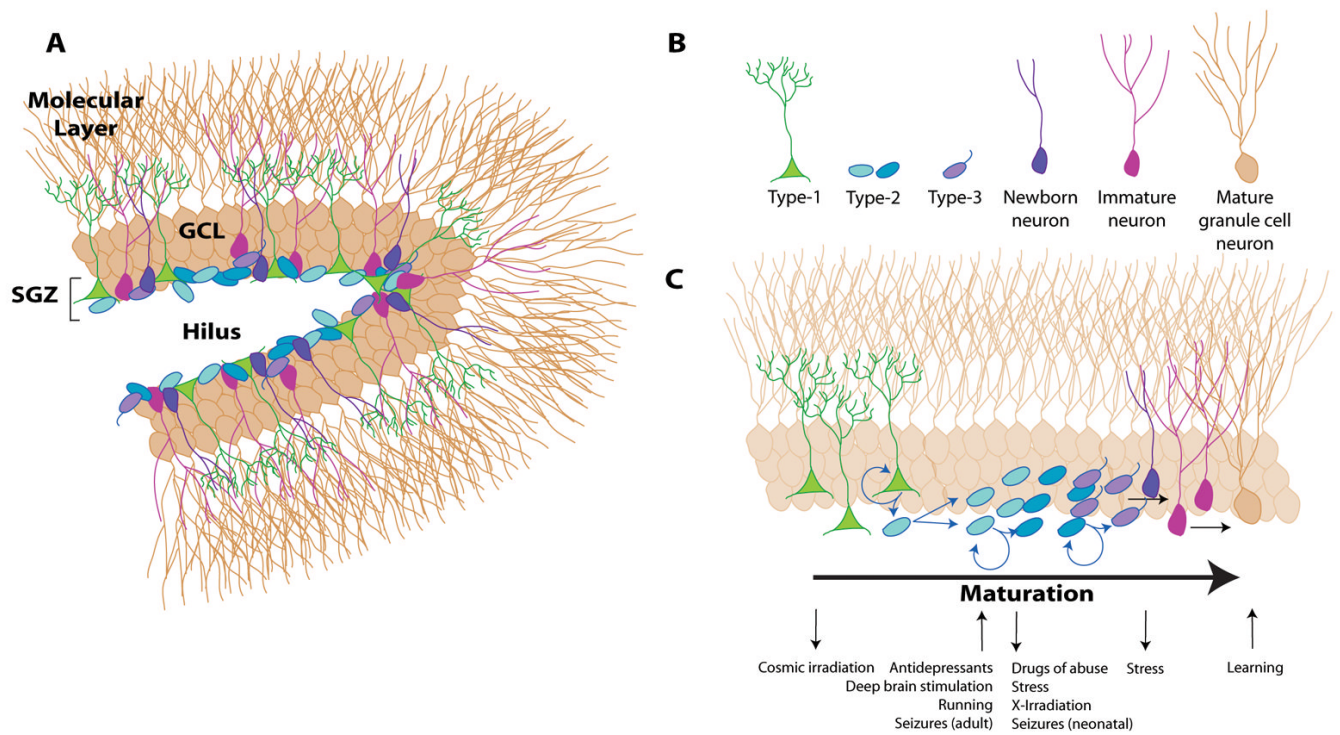 A
Molecular
Layer
GCL
SGZ
Hilus
B
Type-1
Type-2
Type-3
Newborn
neuron
Immature
neuron
Mature
granule cell
neuron
C
Maturation
Cosmic irradiation
Antidepressants
Deep brain stimulation
Running
Seizures (adult)
Drugs of abuse
Stress
X-Irradiation
Seizures (neonatal)
Stress
Learning